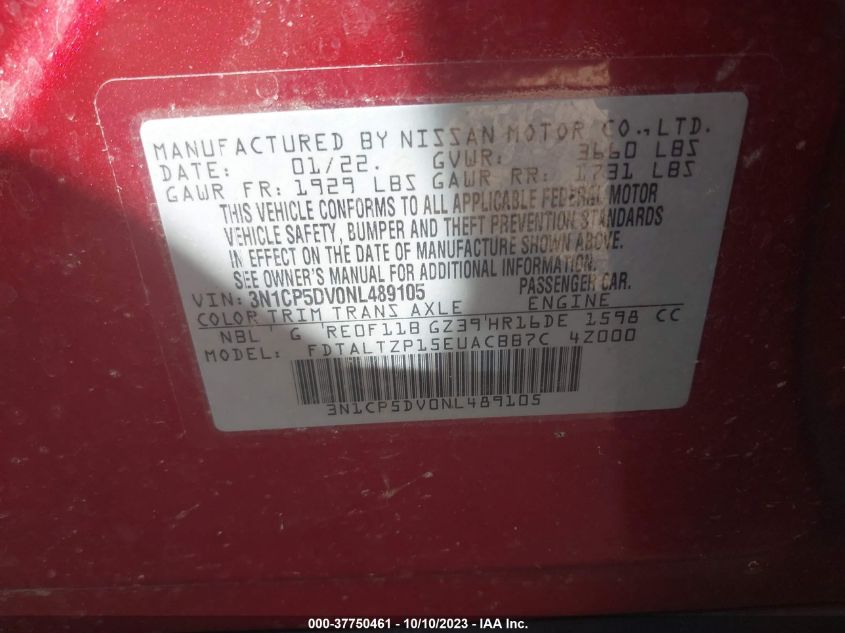 MANUFACTURED BY NISSAN MOTOR CO., LTD.
DATE: 01/22. GVWR: 3660 LBS
GAWR FR: 1929 LBS GAWR RR: 1731 LBS
THIS VEHICLE CONFORMS TO ALL APPLICABLE FEDERAL MOTOR
VEHICLE SAFETY, BUMPER AND THEFT PREVENTION STANDARDS
IN EFFECT ON THE DATE OF MANUFACTURE SHOWN ABOVE.
SEE OWNER'S MANUAL FOR ADDITIONAL INFORMATION.
VIN: 3N1CP5DV0NL489105 PASSENGER CAR.
COLOR TRIM TRANS AXLE ENGINE
NBL G RE0F11B GZ39 HR16DE 1598 CC
MODEL: FDTALTZP15EUACBB7C 4Z000
3N1CP5DV0NL489105
000-37750461 - 10/10/2023 - IAA Inc.